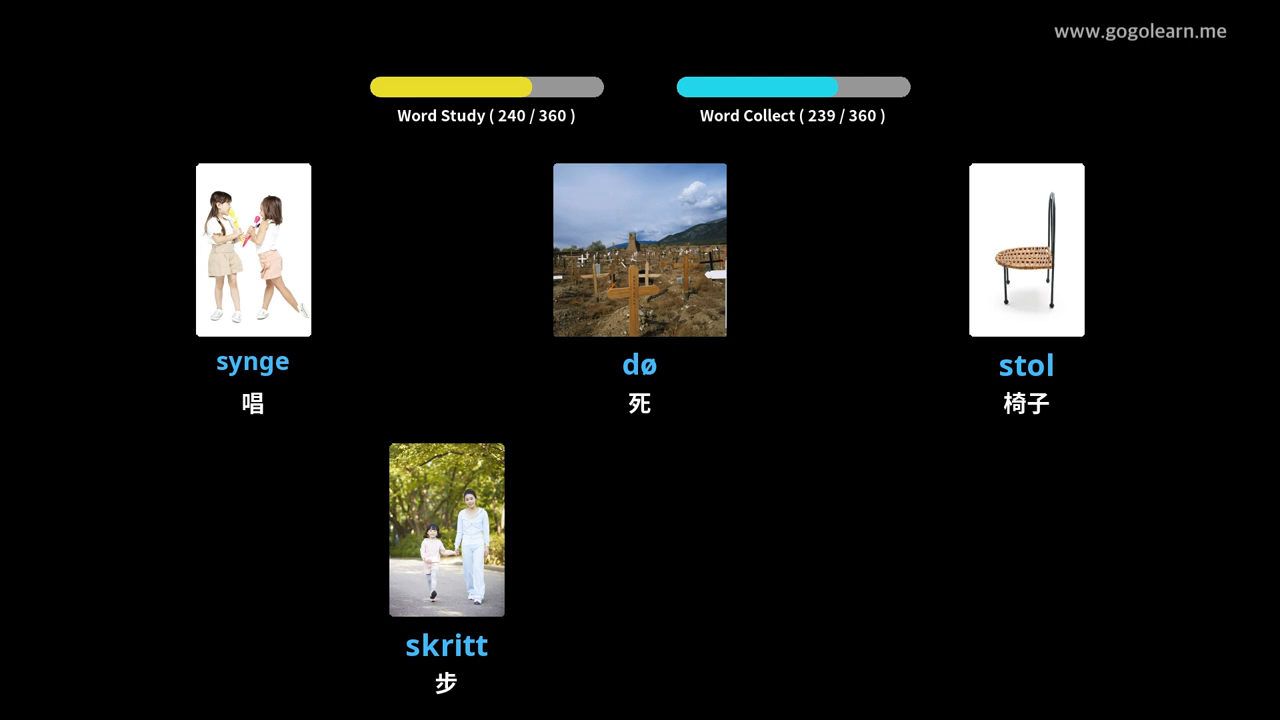 www.gogolearn.me
Word Study ( 240 / 360 )
Word Collect ( 239 / 360 )
synge
唱
dø
死
stol
椅子
skritt
步